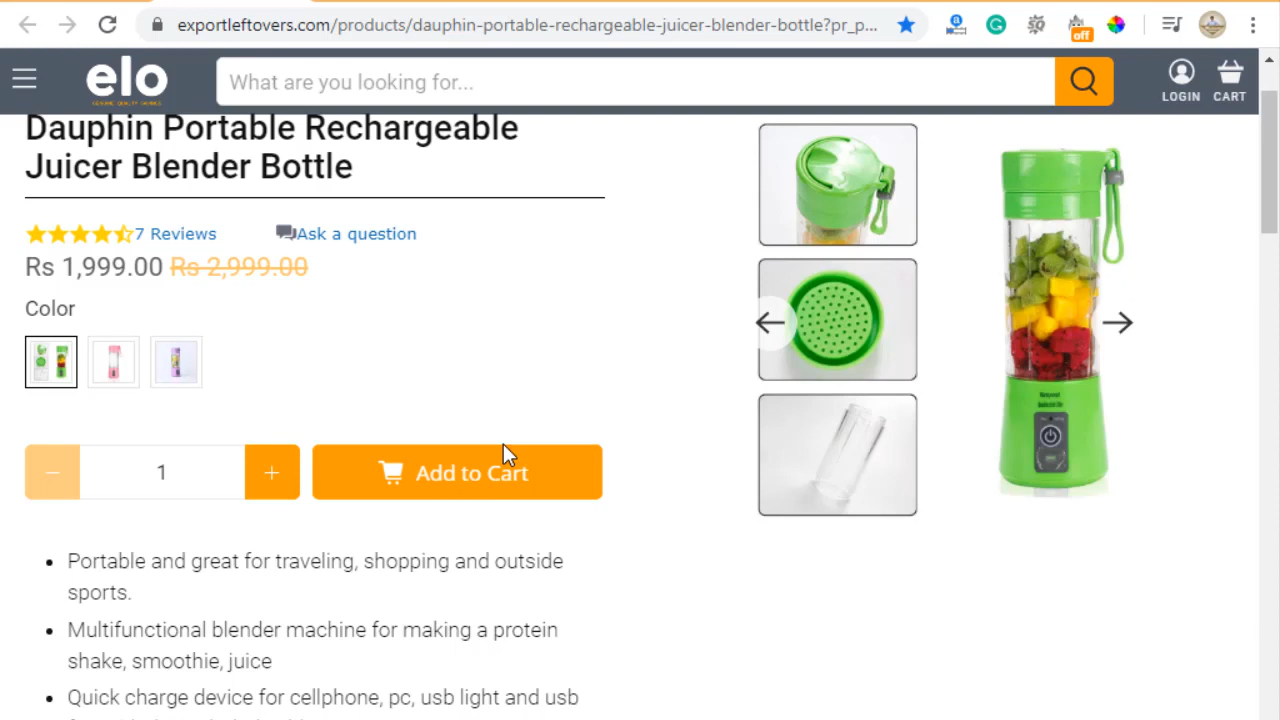 exportleftovers.com/products/dauphin-portable-rechargeable-juicer-blender-bottle?pr_p...
off
elo
What are you looking for...
LOGIN
CART
Dauphin Portable Rechargeable
Juicer Blender Bottle
7 Reviews
Ask a question
Rs 1,999.00 Rs 2,999.00
Color
1
Add to Cart
• Portable and great for traveling, shopping and outside
sports.
• Multifunctional blender machine for making a protein
shake, smoothie, juice
• Quick charge device for cellphone, pc, usb light and usb